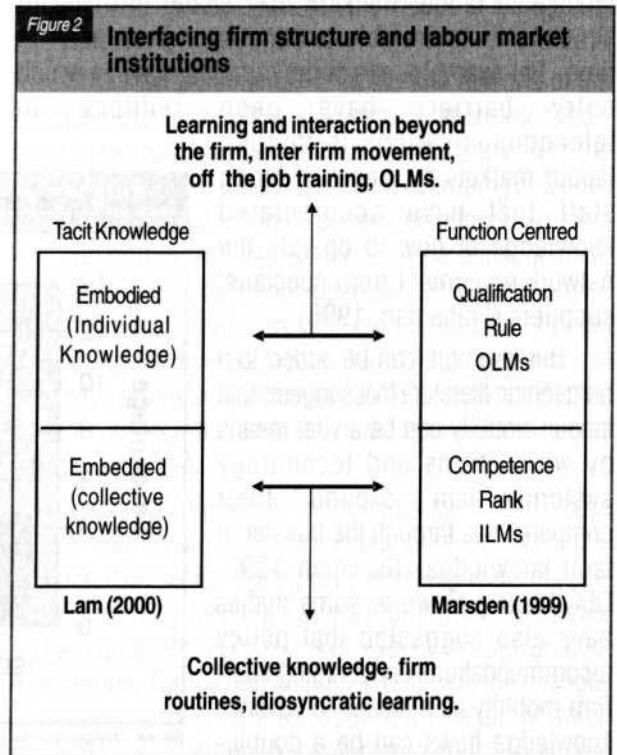 Figure 2
Interfacing firm structure and labour market
institutions
Learning and interaction beyond
the firm, Inter firm movement,
off the job training, OLMs.
Tacit Knowledge
Function Centred
Embodied
(Individual
Knowledge)
Qualification
Rule
OLMs
Embedded
(collective
knowledge)
Competence
Rank
ILMs
Lam (2000)
Marsden (1999)
Collective knowledge, firm
routines, idiosyncratic learning.